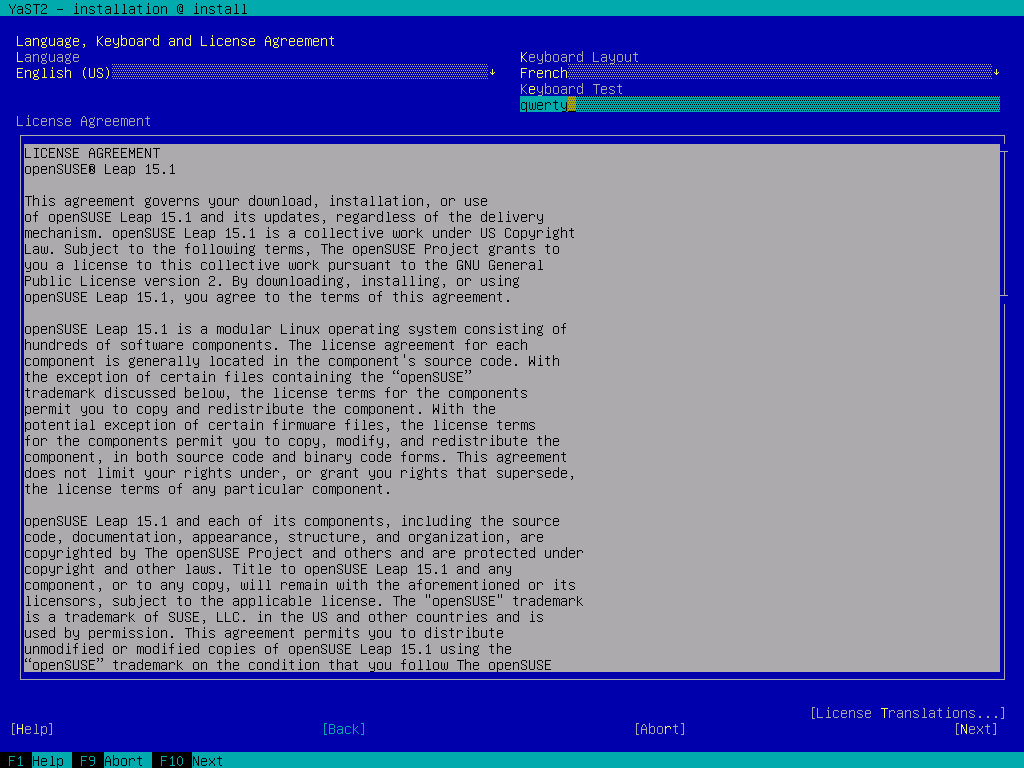 YaST2 - installation @ install
Language, Keyboard and License Agreement
Language
English (US)
Keyboard Layout
French
Keyboard Test
qwerty
License Agreement
LICENSE AGREEMENT
openSUSE® Leap 15.1
This agreement governs your download, installation, or use
of openSUSE Leap 15.1 and its updates, regardless of the delivery
mechanism. openSUSE Leap 15.1 is a collective work under US Copyright
Law. Subject to the following terms, The openSUSE Project grants to
you a license to this collective work pursuant to the GNU General
Public License version 2. By downloading, installing, or using
openSUSE Leap 15.1, you agree to the terms of this agreement.
openSUSE Leap 15.1 is a modular Linux operating system consisting of
hundreds of software components. The license agreement for each
component is generally located in the component's source code. With
the exception of certain files containing the “openSUSE”
trademark discussed below, the license terms for the components
permit you to copy and redistribute the component. With the
potential exception of certain firmware files, the license terms
for the components permit you to copy, modify, and redistribute the
component, in both source code and binary code forms. This agreement
does not limit your rights under, or grant you rights that supersede,
the license terms of any particular component.
openSUSE Leap 15.1 and each of its components, including the source
code, documentation, appearance, structure, and organization, are
copyrighted by The openSUSE Project and others and are protected under
copyright and other laws. Title to openSUSE Leap 15.1 and any
component, or to any copy, will remain with the aforementioned or its
licensors, subject to the applicable license. The "openSUSE" trademark
is a trademark of SUSE, LLC. in the US and other countries and is
used by permission. This agreement permits you to distribute
unmodified or modified copies of openSUSE Leap 15.1 using the
“openSUSE” trademark on the condition that you follow The openSUSE
[License Translations...]
[Help] [Back] [Abort] [Next]
F1 Help F9 Abort F10 Next